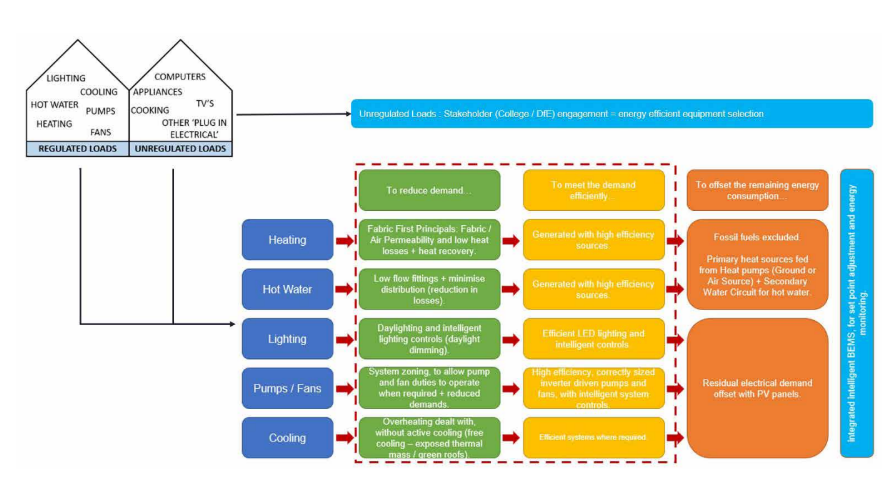 LIGHTING
COOLING
HOT WATER
PUMPS
HEATING
FANS
REGULATED LOADS
COMPUTERS
APPLIANCES
TV'S
COOKING
OTHER 'PLUG IN
ELECTRICAL'
UNREGULATED LOADS
Unregulated Loads : Stakeholder (College / DfE) engagement = energy efficient equipment selection
To reduce demand...
To meet the demand
efficiently...
To offset the remaining energy
consumption...
Heating
Fabric First Principals: Fabric /
Air Permeability and low heat
losses + heat recovery.
Generated with high efficiency
sources.
Fossil fuels excluded
Primary heat sources fed
from Heat pumps (Ground or
Air Source) + Secondary
Water Circuit for hot water.
Hot Water
Low flow fittings + minimise
distribution (reduction in
losses).
Generated with high efficiency
sources.
Lighting
Daylighting and intelligent
lighting controls (daylight
dimming).
Efficient LED lighting and
intelligent controls
Pumps / Fans
System zoning, to allow pump
and fan duties to operate
when required + reduced
demands.
High efficiency, correctly sized
inverter driven pumps and
fans, with intelligent system
controls.
Residual electrical demand
offset with PV panels.
Cooling
Overheating dealt with,
without active cooling (free
cooling – exposed thermal
mass / green roofs).
Efficient systems where required.
Integrated intelligent BEMS, for set point adjustment and energy
monitoring.